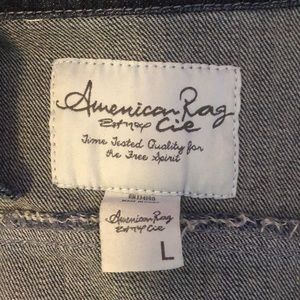 American Rag
Cie
Time Tested Quality for
the Free Spirit
American Rag
Cie
L